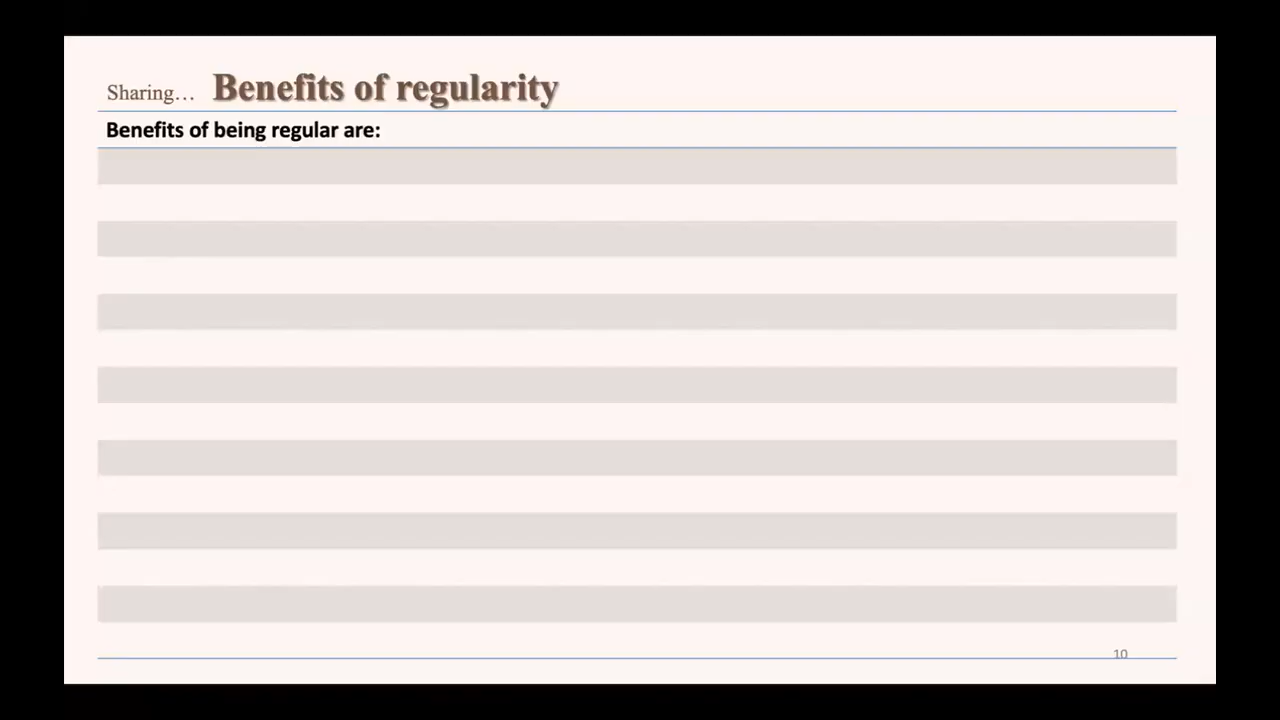 Sharing… Benefits of regularity
Benefits of being regular are:
10